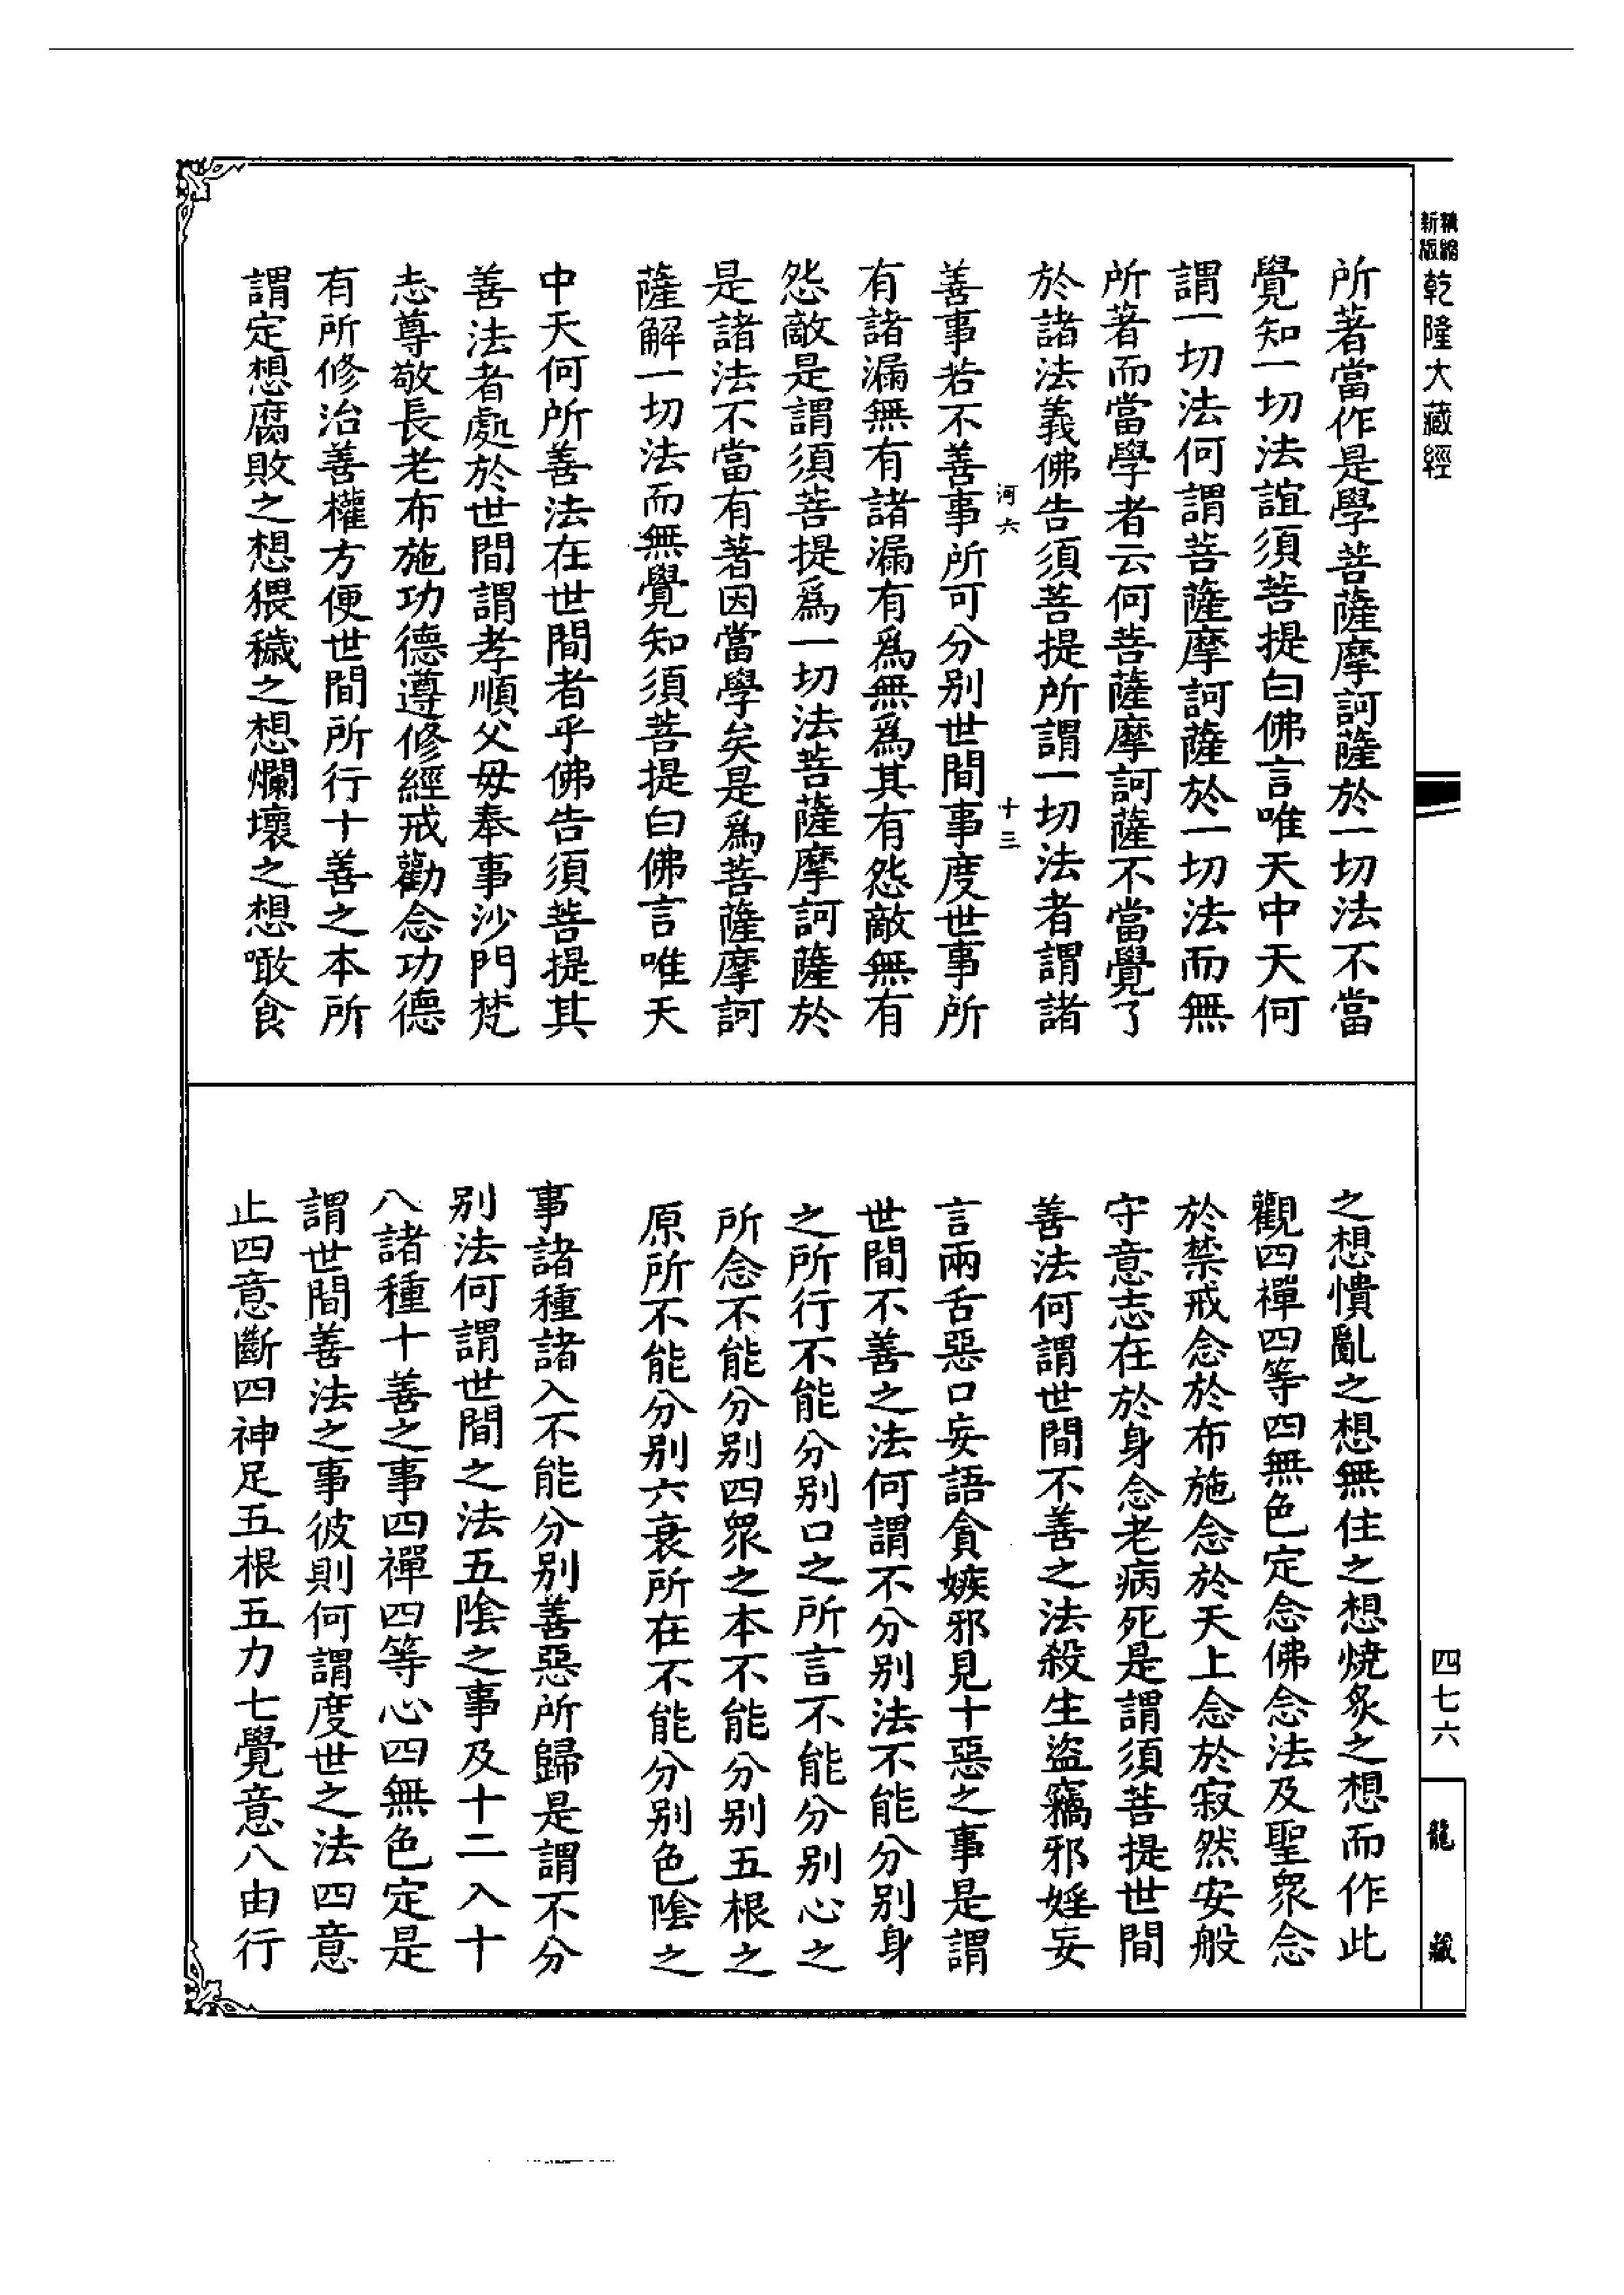 精縮新版乾隆大藏經
所著當作是學菩薩摩訶薩於一切法不當
覺知一切法誼須菩提白佛言唯天中天何
謂一切法何謂菩薩摩訶薩於一切法而無
所著而當學者云何菩薩摩訶薩不當覺了
於諸法義佛告須菩提所謂一切法者謂諸
河六 十三
善事若不善事所可分別世間事度世事所
有諸漏無有諸漏有爲無爲其有怨敵無有
怨敵是謂須菩提爲一切法菩薩摩訶薩於
是諸法不當有著因當學矣是爲菩薩摩訶
薩解一切法而無覺知須菩提白佛言唯天
中天何所善法在世間者乎佛告須菩提其
善法者處於世間謂孝順父母奉事沙門梵
志尊敬長老布施功德遵修經戒勸念功德
有所修治善權方便世間所行十善之本所
謂定想腐敗之想猥穢之想爛壞之想噉食
之想憒亂之想無住之想燒炙之想而作此
觀四禪四等四無色定念佛念法及聖眾念
於禁戒念於布施念於天上念於寂然安般
守意志在於身念老病死是謂須菩提世間
善法何謂世間不善之法殺生盜竊邪婬妄
言兩舌惡口妄語貪嫉邪見十惡之事是謂
世間不善之法何謂不分別法不能分別身
之所行不能分別口之所言不能分別心之
所念不能分別四眾之本不能分別五根之
原所不能分別六衰所在不能分別色陰之
事諸種諸入不能分別善惡所歸是謂不分
別法何謂世間之法五陰之事及十二入十
八諸種十善之事四禪四等心四無色定是
謂世間善法之事彼則何謂度世之法四意
止四意斷四神足五根五力七覺意八由行
四七六
龍藏